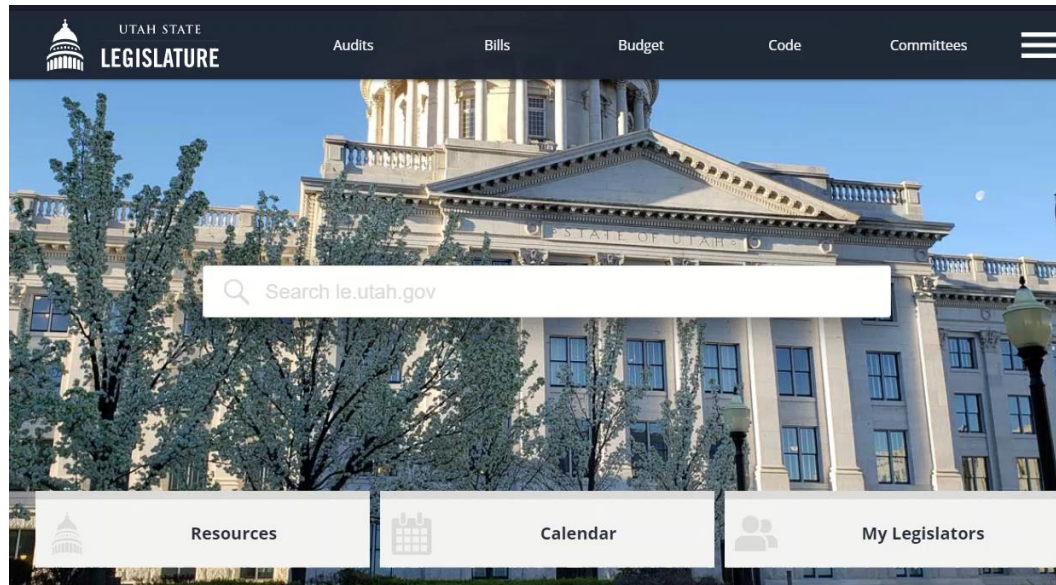 UTAH STATE
LEGISLATURE
Audits
Bills
Budget
Code
Committees
STATE OF UTAH
Search le.utah.gov
Resources
Calendar
My Legislators